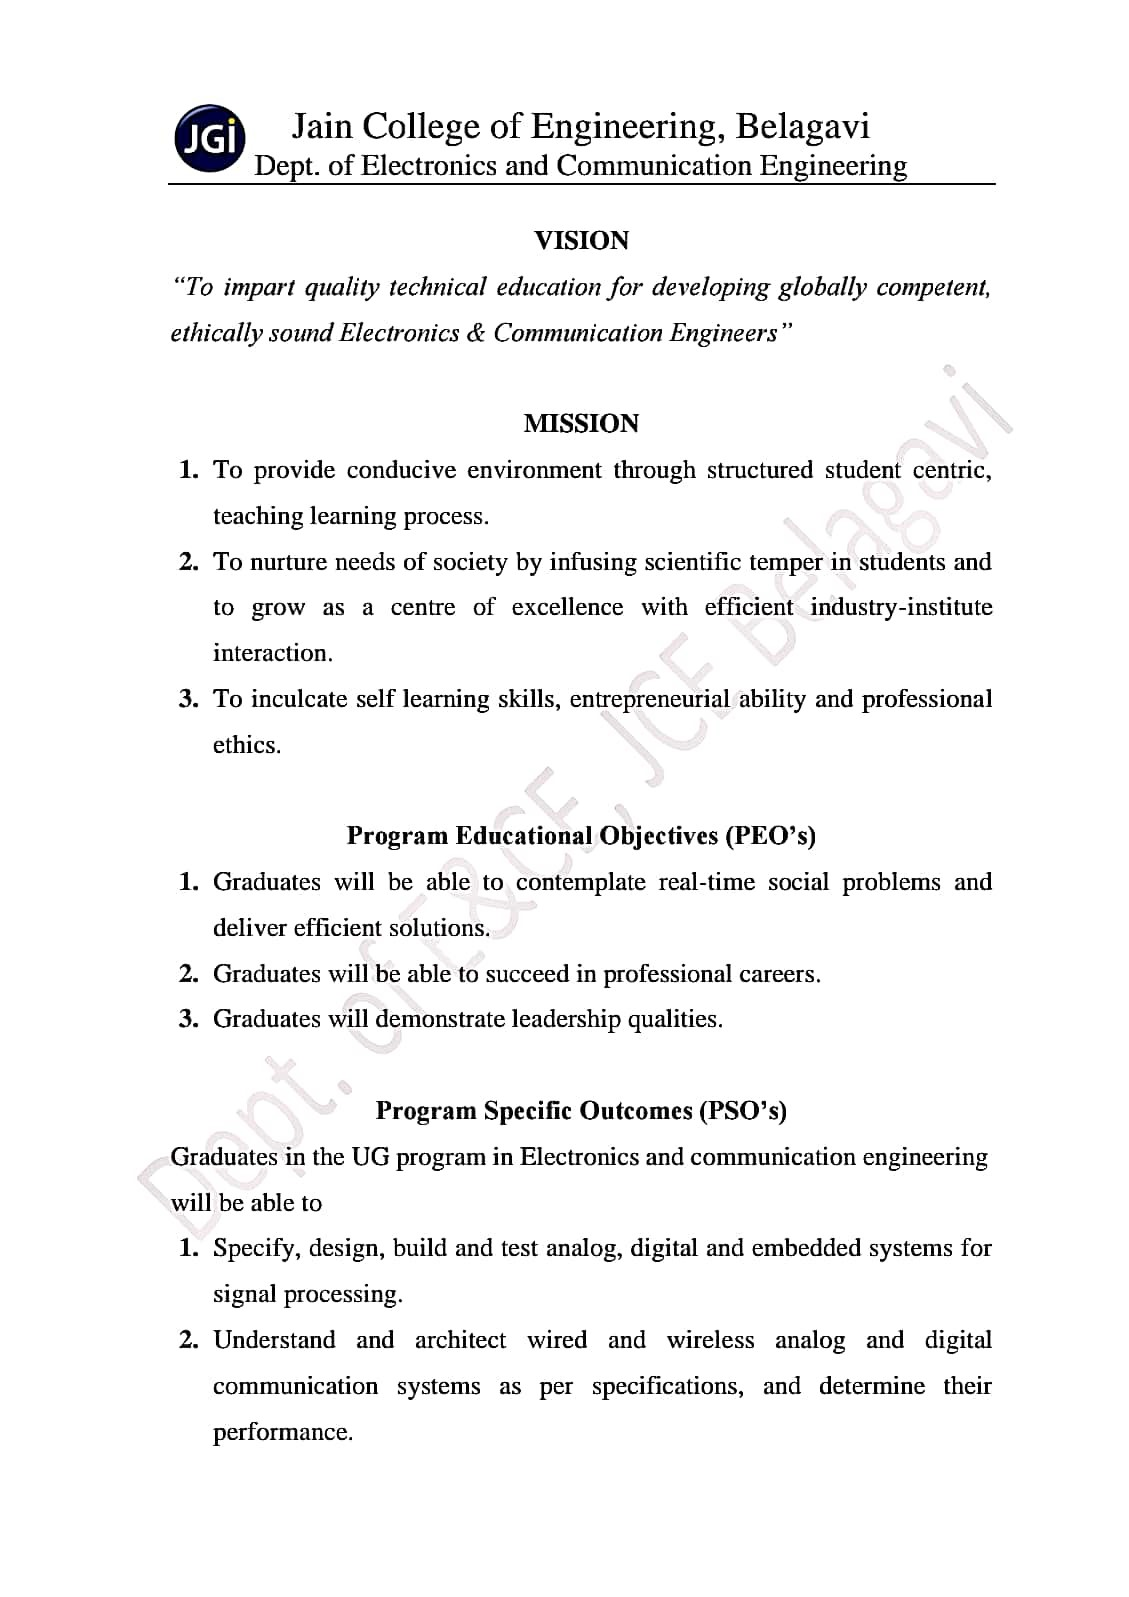 JGi
Jain College of Engineering, Belagavi
Dept. of Electronics and Communication Engineering
VISION
“To impart quality technical education for developing globally competent,
ethically sound Electronics & Communication Engineers”
MISSION
1. To provide conducive environment through structured student centric,
teaching learning process.
2. To nurture needs of society by infusing scientific temper in students and
to grow as a centre of excellence with efficient industry-institute
interaction.
3. To inculcate self learning skills, entrepreneurial ability and professional
ethics.
Program Educational Objectives (PEO’s)
1. Graduates will be able to contemplate real-time social problems and
deliver efficient solutions.
2. Graduates will be able to succeed in professional careers.
3. Graduates will demonstrate leadership qualities.
Program Specific Outcomes (PSO’s)
Graduates in the UG program in Electronics and communication engineering
will be able to
1. Specify, design, build and test analog, digital and embedded systems for
signal processing.
2. Understand and architect wired and wireless analog and digital
communication systems as per specifications, and determine their
performance.
Dept. of E&CE, JCE Belagavi